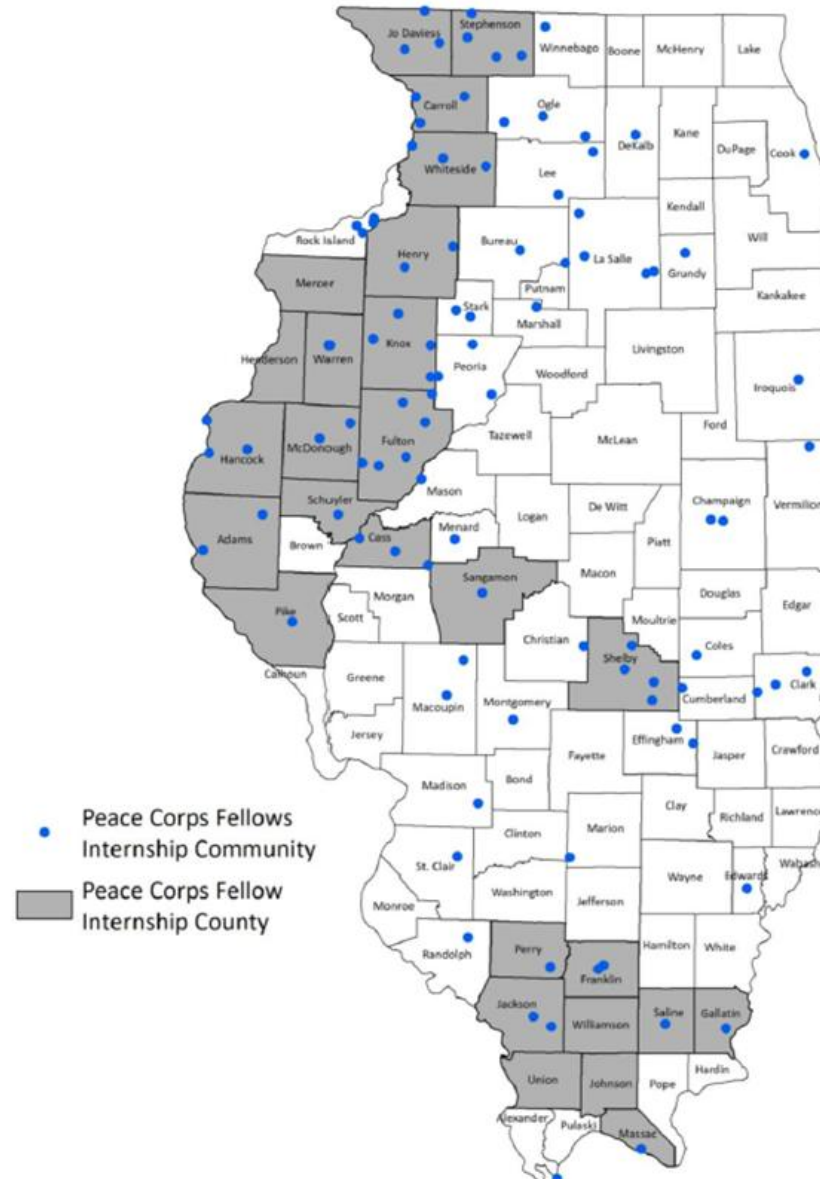 Jo Daviess
Stephenson
Winnebago
Boone
McHenry
Lake
Carroll
Ogle
DeKalb
Kane
DuPage
Cook
Whiteside
Lee
Kendall
Will
Rock Island
Henry
Bureau
La Salle
Grundy
Putnam
Kankakee
Mercer
Stark
Marshall
Knox
Peoria
Livingston
Henderson
Warren
Woodford
Iroquois
Hancock
McDonough
Fulton
Tazewell
McLean
Ford
Schuyler
Mason
Logan
De Witt
Champaign
Vermilion
Adams
Brown
Cass
Menard
Piatt
Macon
Sangamon
Douglas
Edgar
Pike
Scott
Morgan
Christian
Moultrie
Coles
Shelby
Calhoun
Greene
Macoupin
Montgomery
Cumberland
Clark
Jersey
Fayette
Effingham
Jasper
Crawford
Madison
Bond
Clay
Richland
Lawrence
Peace Corps Fellows
Internship Community
Clinton
Marion
St. Clair
Wayne
Edwards
Wabash
Peace Corps Fellow
Internship County
Washington
Jefferson
Monroe
Randolph
Perry
Hamilton
White
Franklin
Jackson
Williamson
Saline
Gallatin
Union
Johnson
Pope
Hardin
Alexander
Pulaski
Massac